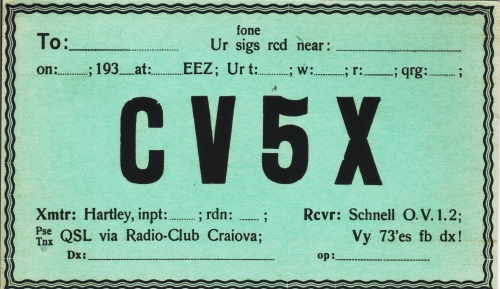 fone
To:............ Ur sigs rcd near:............
on:.......; 193....at:.......EEZ; Ur t:.......; w:.......; r:.......; qrg:.......;
CV5X
Xmtr: Hartley, inpt:.......; rdn: ....; Rcvr: Schnell O.V.1.2;
Pse
Tnx QSL via Radio-Club Craiova; Vy 73'es fb dx!
Dx:............ op:............